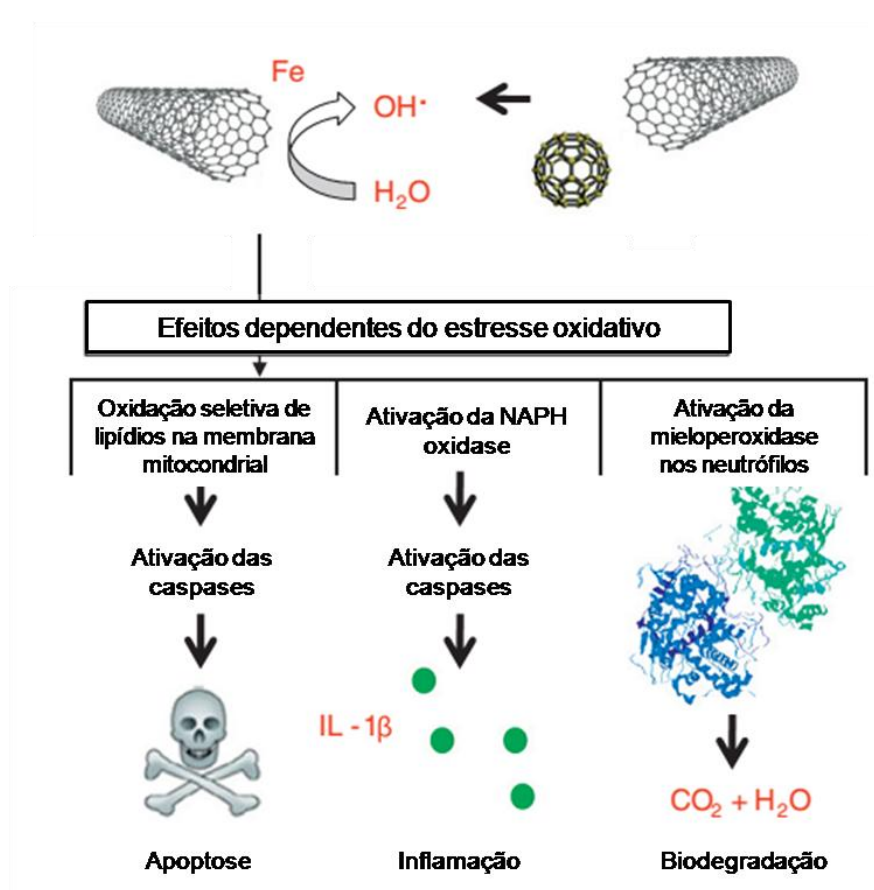 Fe
OH•
H₂O
Efeitos dependentes do estresse oxidativo
Oxidação seletiva de
lipídios na membrana
mitocondrial
Ativação da NAPH
oxidase
Ativação da
mieloperoxidase
nos neutrófilos
Ativação das
caspases
Ativação das
caspases
IL - 1β
CO₂ + H₂O
Apoptose
Inflamação
Biodegradação